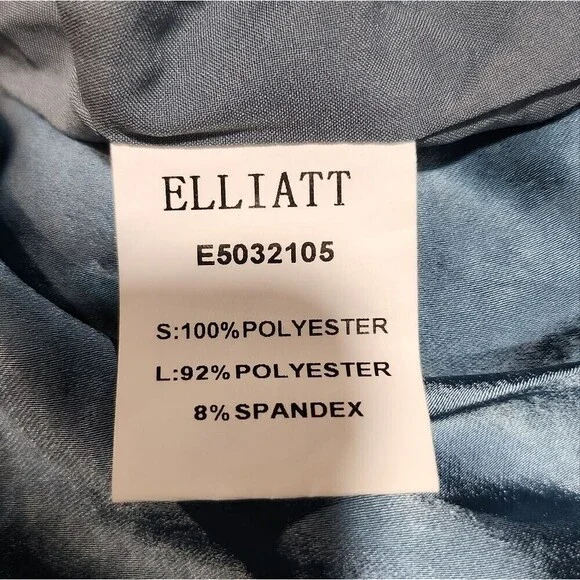 ELLIATT
E5032105
S:100%POLYESTER
L:92%POLYESTER
8%SPANDEX